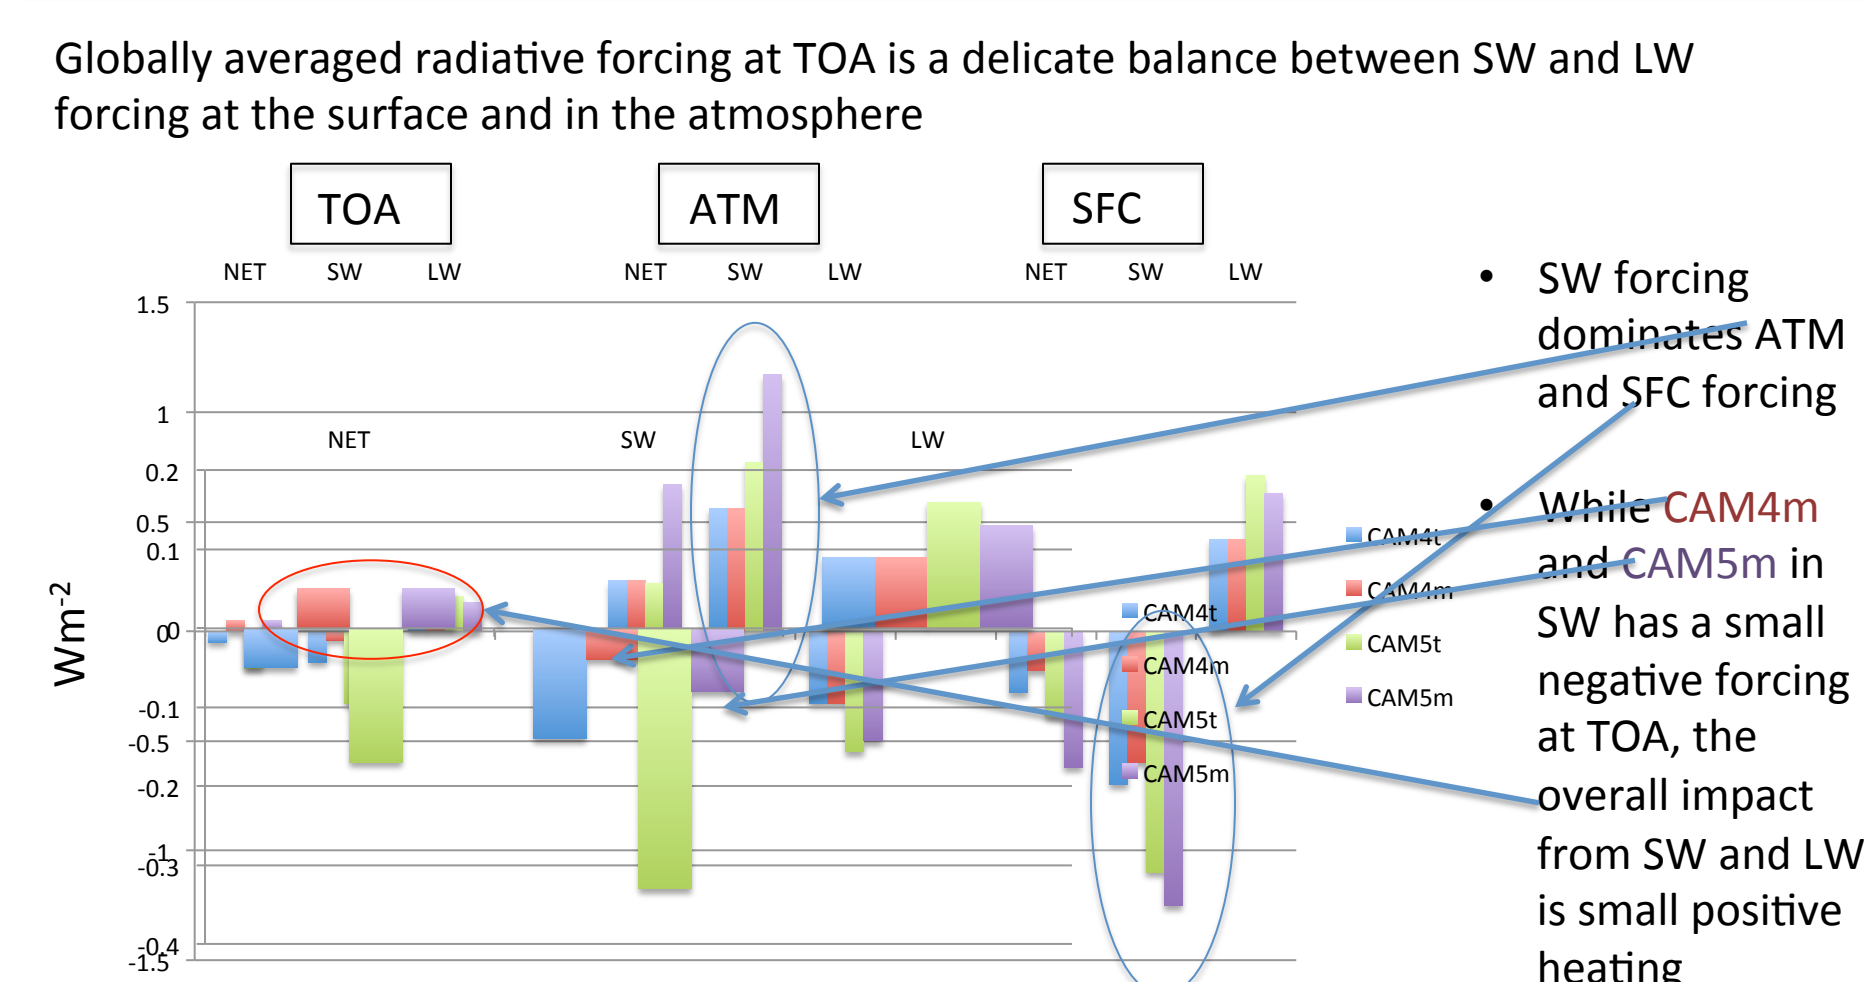 Globally averaged radiative forcing at TOA is a delicate balance between SW and LW
forcing at the surface and in the atmosphere
TOA ATM SFC
NET SW LW NET SW LW NET SW LW
1.5
1
NET SW LW
0.2
0.5
0.1
0
0
-0.1
-0.5
-0.2
-1
-0.3
-0.4
-1.5
Wm-2
CAM4t
CAM4m
CAM5t
CAM5m
CAM4t
CAM4m
CAM5t
CAM5m
• SW forcing
dominates ATM
and SFC forcing
• While CAM4m
and CAM5m in
SW has a small
negative forcing
at TOA, the
overall impact
from SW and LW
is small positive
heating